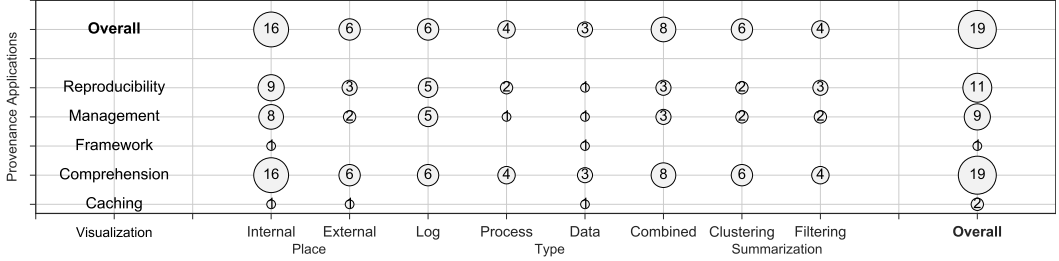 Provenance Applications
Overall 16 6 6 4 3 8 6 4 19
Reproducibility 9 3 5 2 1 3 2 3 11
Management 8 2 5 1 1 3 2 2 9
Framework 1 1 1
Comprehension 16 6 6 4 3 8 6 4 19
Caching 1 1 1 2
Visualization Internal External Log Process Data Combined Clustering Filtering Overall
Place Type Summarization